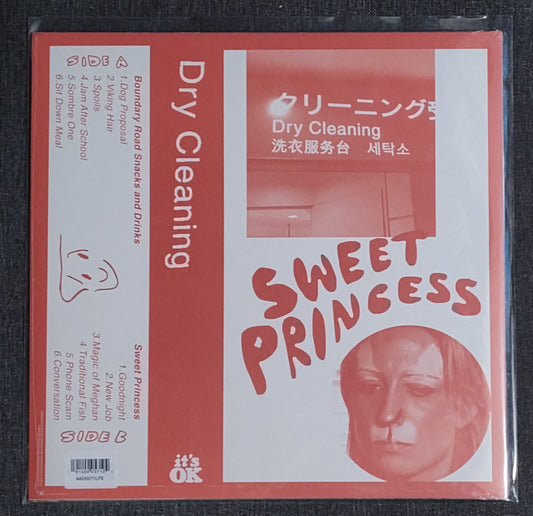 SIDE A
Boundary Road Snacks and Drinks
1. Dog Proposal
2 Viking Hair
3 Spoils
4. Jam After School
5. Sombre One
6. Sit Down Meal
Sweet Princess
1. Goodnight
2. New Job
3. Magic of Meghan
4. Traditional Fish
5. Phone Scam
6. Conversation
SIDE B
Dry Cleaning
it's
OK
クリーニング
Dry Cleaning
洗衣服务台 세탁소
SWEET
PRINCESS
4AD0571LPE